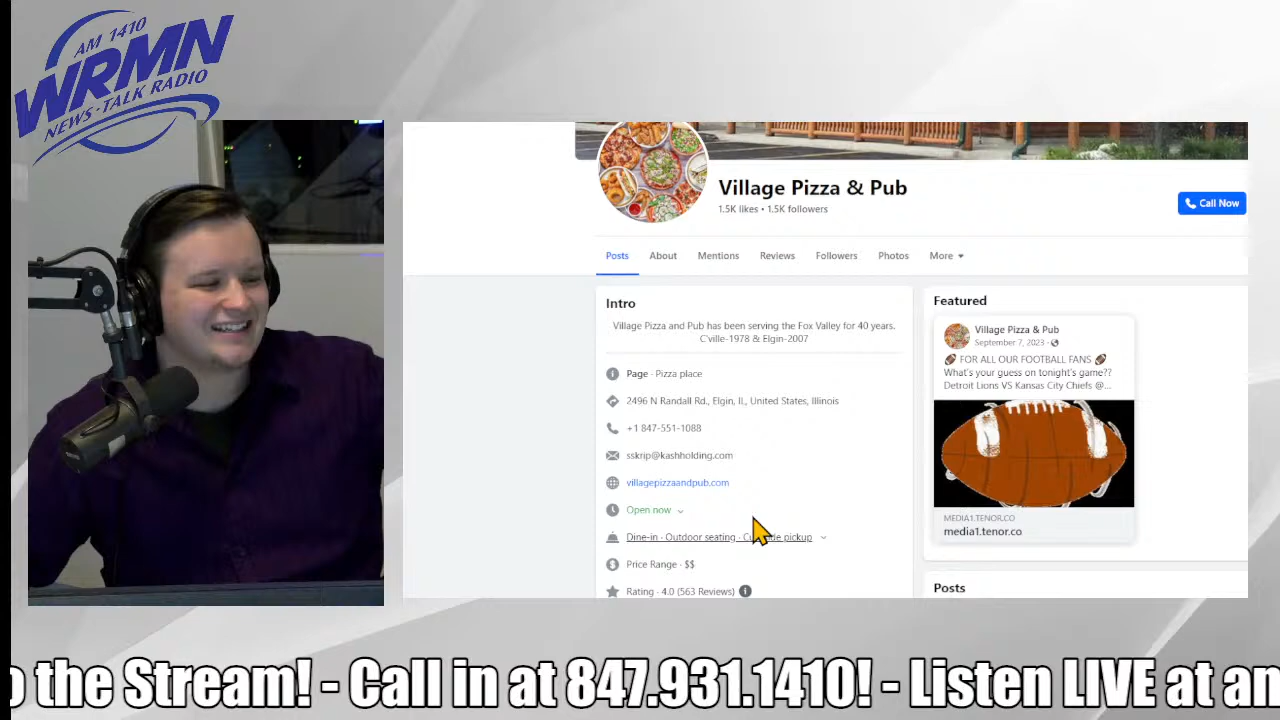 AM 1410
WRMN
NEWS·TALK RADIO
Village Pizza & Pub
1.5K likes • 1.5K followers
Call Now
Posts About Mentions Reviews Followers Photos More
Intro
Village Pizza and Pub has been serving the Fox Valley for 40 years.
C'ville-1978 & Elgin-2007
Page · Pizza place
2496 N Randall Rd., Elgin, IL, United States, Illinois
+1 847-551-1088
sskrip@kashholding.com
villagepizzaandpub.com
Open now
Dine-in · Outdoor seating · pickup
Price Range · $$
Rating · 4.0 (563 Reviews)
Featured
Village Pizza & Pub
September 7, 2023 ·
🏈 FOR ALL OUR FOOTBALL FANS 🏈
What's your guess on tonight's game??
Detroit Lions VS Kansas City Chiefs @...
MEDIA1.TENOR.CO
media1.tenor.co
Posts
the Stream! - Call in at 847.931.1410! - Listen LIVE at